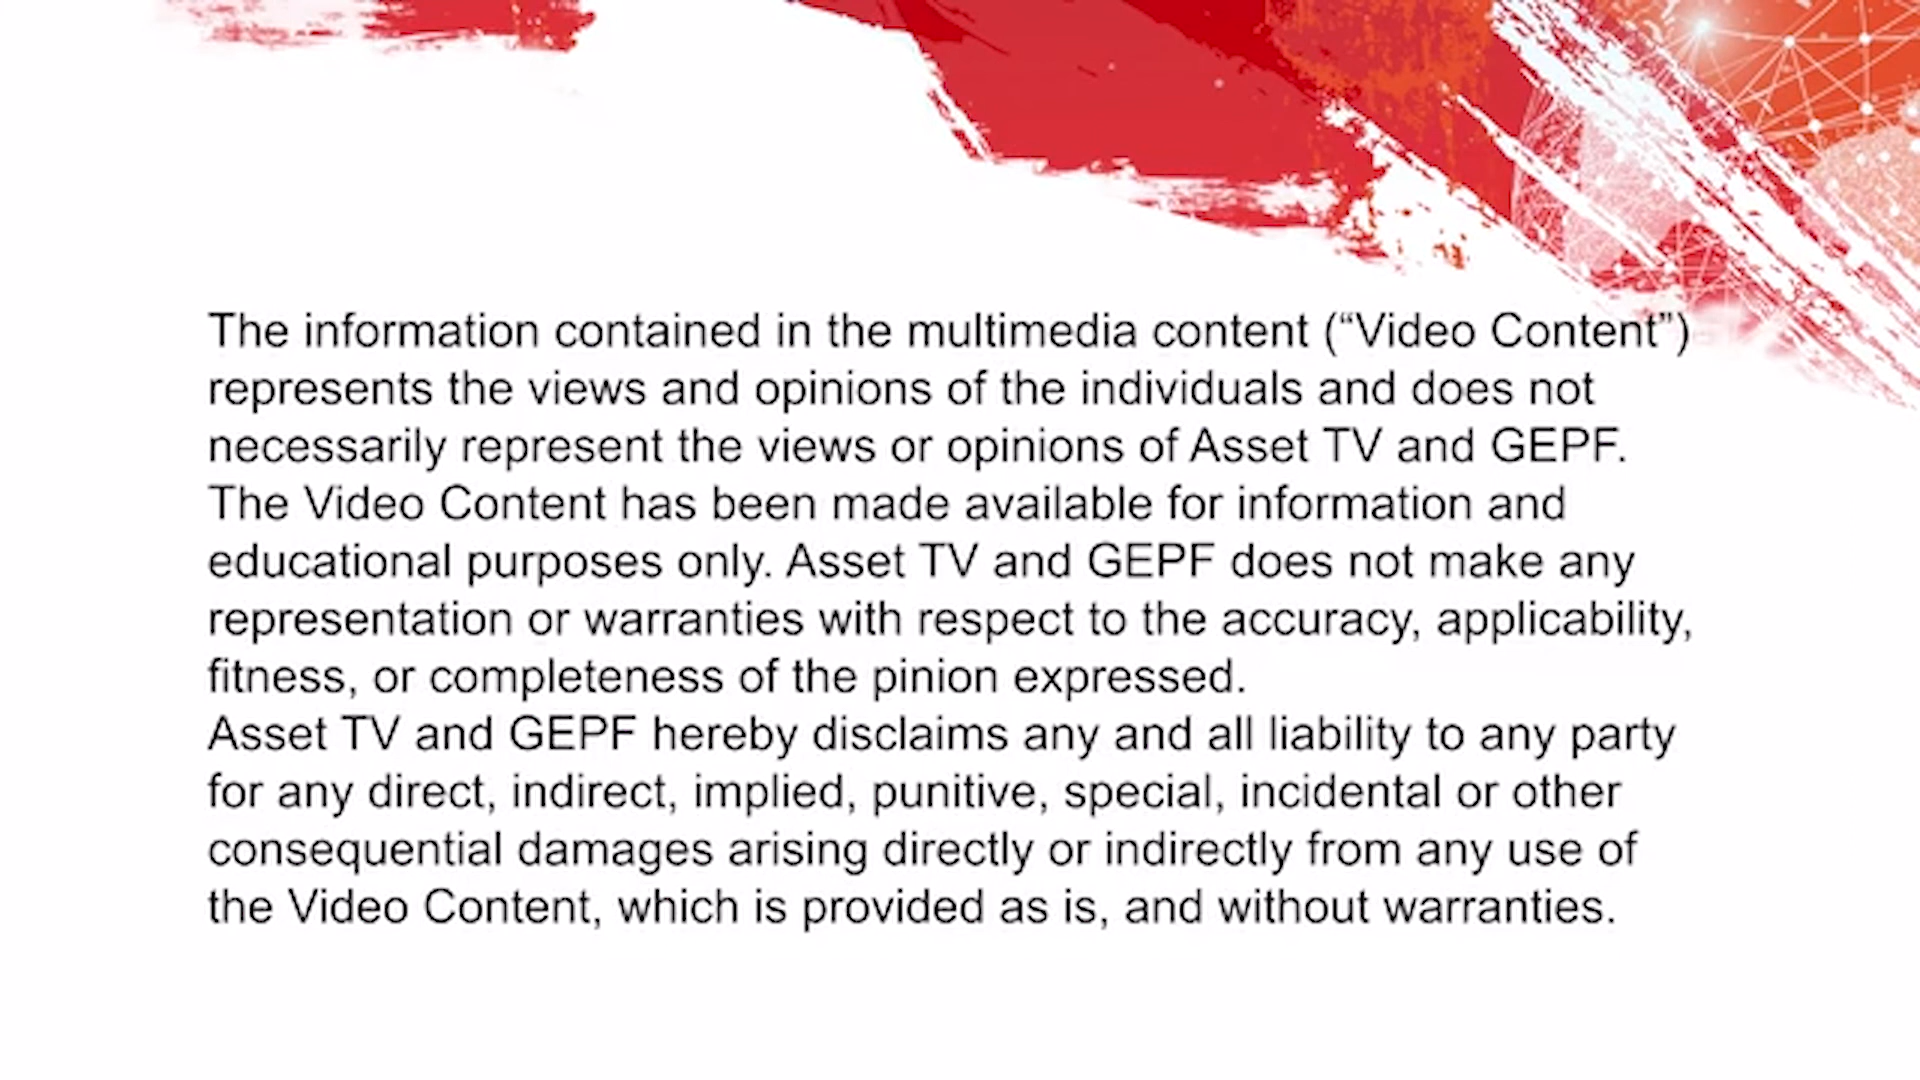 The information contained in the multimedia content (“Video Content”)
represents the views and opinions of the individuals and does not
necessarily represent the views or opinions of Asset TV and GEPF.
The Video Content has been made available for information and
educational purposes only. Asset TV and GEPF does not make any
representation or warranties with respect to the accuracy, applicability,
fitness, or completeness of the pinion expressed.
Asset TV and GEPF hereby disclaims any and all liability to any party
for any direct, indirect, implied, punitive, special, incidental or other
consequential damages arising directly or indirectly from any use of
the Video Content, which is provided as is, and without warranties.